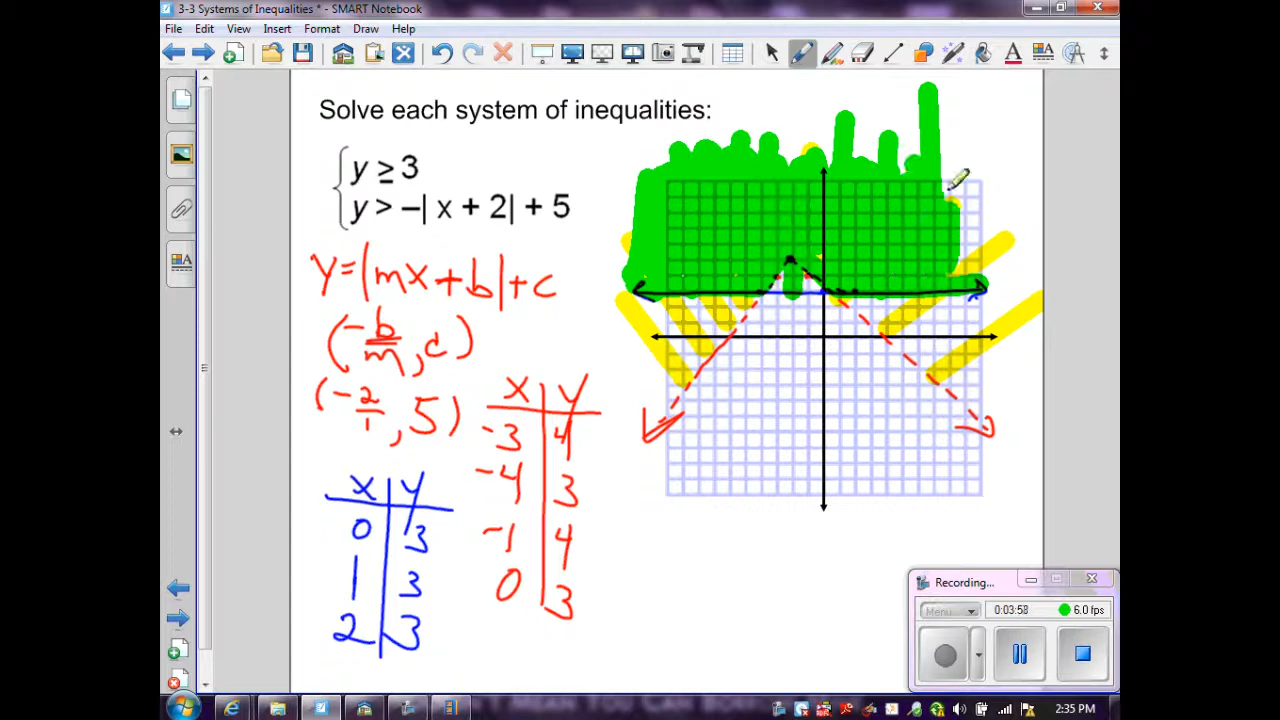 3-3 Systems of Inequalities * - SMART Notebook
File Edit View Insert Format Draw Help
Solve each system of inequalities:
y ≥ 3
y > –| x + 2| + 5
y=|mx+b|+c
(-b/m, c)
(-2/1, 5)
x y
-3 4
-4 3
-1 4
0 3
x y
0 3
1 3
2 3
Recording...
Menu
0:03:58
6.0 fps
2:35 PM